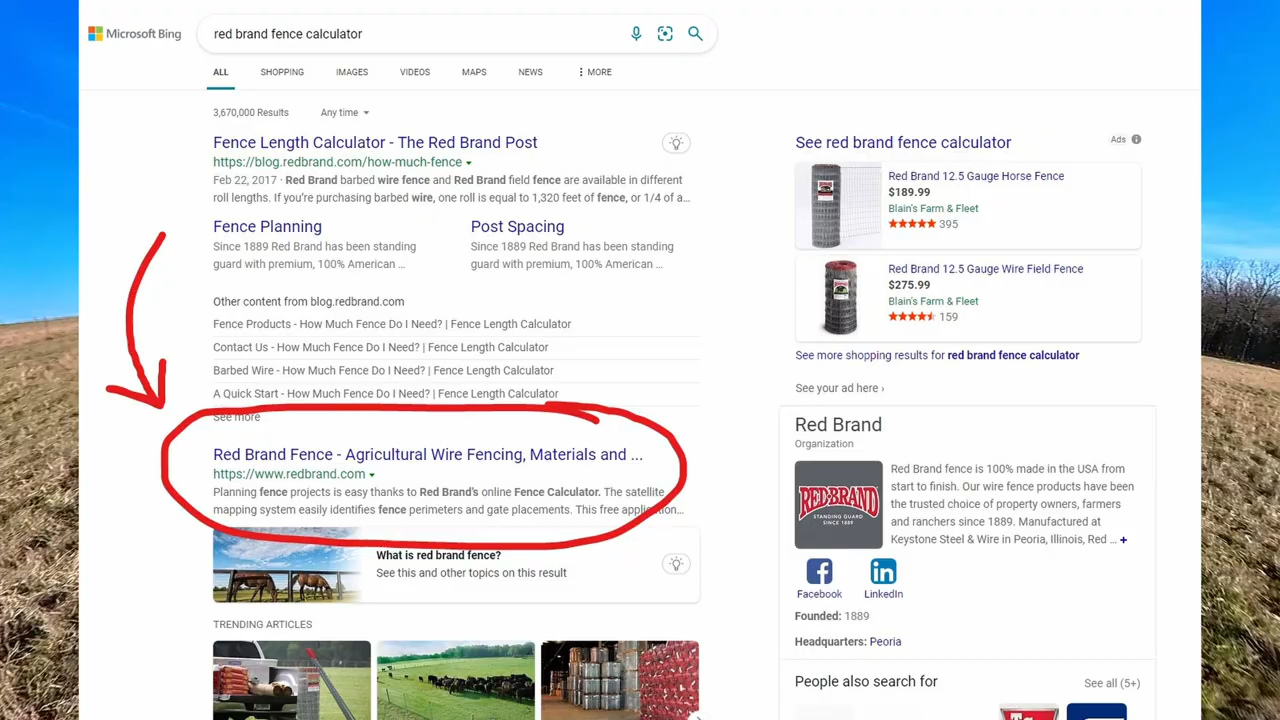 Microsoft Bing
red brand fence calculator
ALL
SHOPPING
IMAGES
VIDEOS
MAPS
NEWS
MORE
3,670,000 Results
Any time
Fence Length Calculator - The Red Brand Post
https://blog.redbrand.com/how-much-fence
Feb 22, 2017 · Red Brand barbed wire fence and Red Brand field fence are available in different
roll lengths. If you're purchasing barbed wire, one roll is equal to 1,320 feet of fence, or 1/4 of a...
Fence Planning
Since 1889 Red Brand has been standing
guard with premium, 100% American ...
Post Spacing
Since 1889 Red Brand has been standing
guard with premium, 100% American ...
Other content from blog.redbrand.com
Fence Products - How Much Fence Do I Need? | Fence Length Calculator
Contact Us - How Much Fence Do I Need? | Fence Length Calculator
Barbed Wire - How Much Fence Do I Need? | Fence Length Calculator
A Quick Start - How Much Fence Do I Need? | Fence Length Calculator
See more
Red Brand Fence - Agricultural Wire Fencing, Materials and ...
https://www.redbrand.com
Planning fence projects is easy thanks to Red Brand's online Fence Calculator. The satellite
mapping system easily identifies fence perimeters and gate placements. This free application...
What is red brand fence?
See this and other topics on this result
TRENDING ARTICLES
See red brand fence calculator
Ads
Red Brand 12.5 Gauge Horse Fence
$189.99
Blain's Farm & Fleet
395
Red Brand 12.5 Gauge Wire Field Fence
$275.99
Blain's Farm & Fleet
159
See more shopping results for red brand fence calculator
See your ad here ›
Red Brand
Organization
RED BRAND
STANDING GUARD
SINCE 1889
Red Brand fence is 100% made in the USA from
start to finish. Our wire fence products have been
the trusted choice of property owners, farmers
and ranchers since 1889. Manufactured at
Keystone Steel & Wire in Peoria, Illinois, Red ... +
Facebook
LinkedIn
Founded: 1889
Headquarters: Peoria
People also search for
See all (5+)